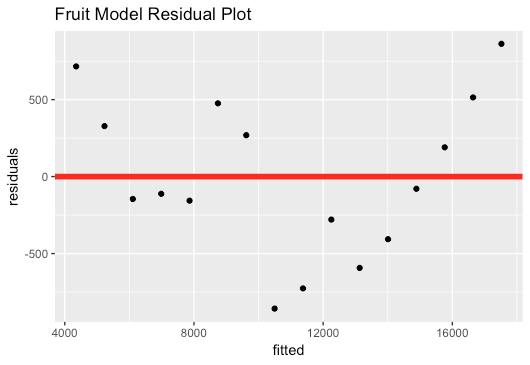 Fruit Model Residual Plot
residuals
500
0
-500
4000 8000 12000 16000
fitted